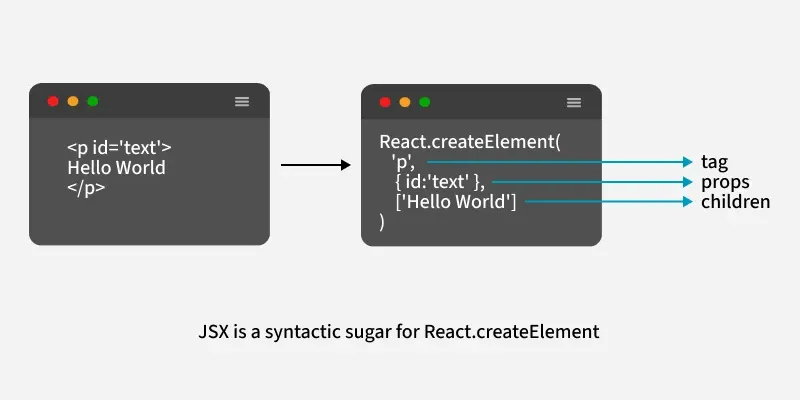 <p id='text'>
Hello World
</p>
React.createElement(
'p',
{ id:'text' },
['Hello World']
)
tag
props
children
JSX is a syntactic sugar for React.createElement